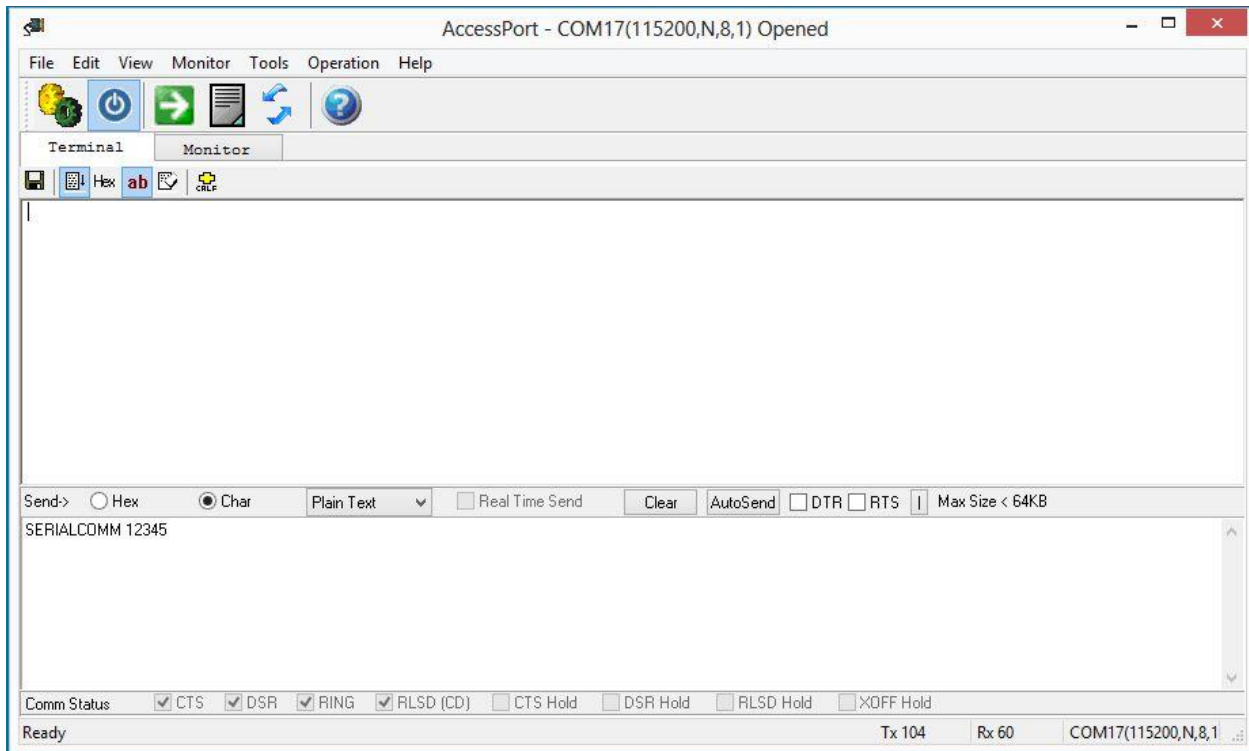 AccessPort - COM17(115200,N,8,1) Opened
File Edit View Monitor Tools Operation Help
Terminal Monitor
Hex ab CRLF
Send-> Hex Char Plain Text Real Time Send Clear AutoSend DTR RTS | Max Size < 64KB
SERIALCOMM 12345
Comm Status CTS DSR RING RLSD (CD) CTS Hold DSR Hold RLSD Hold XOFF Hold
Ready Tx 104 Rx 60 COM17(115200,N,8,1